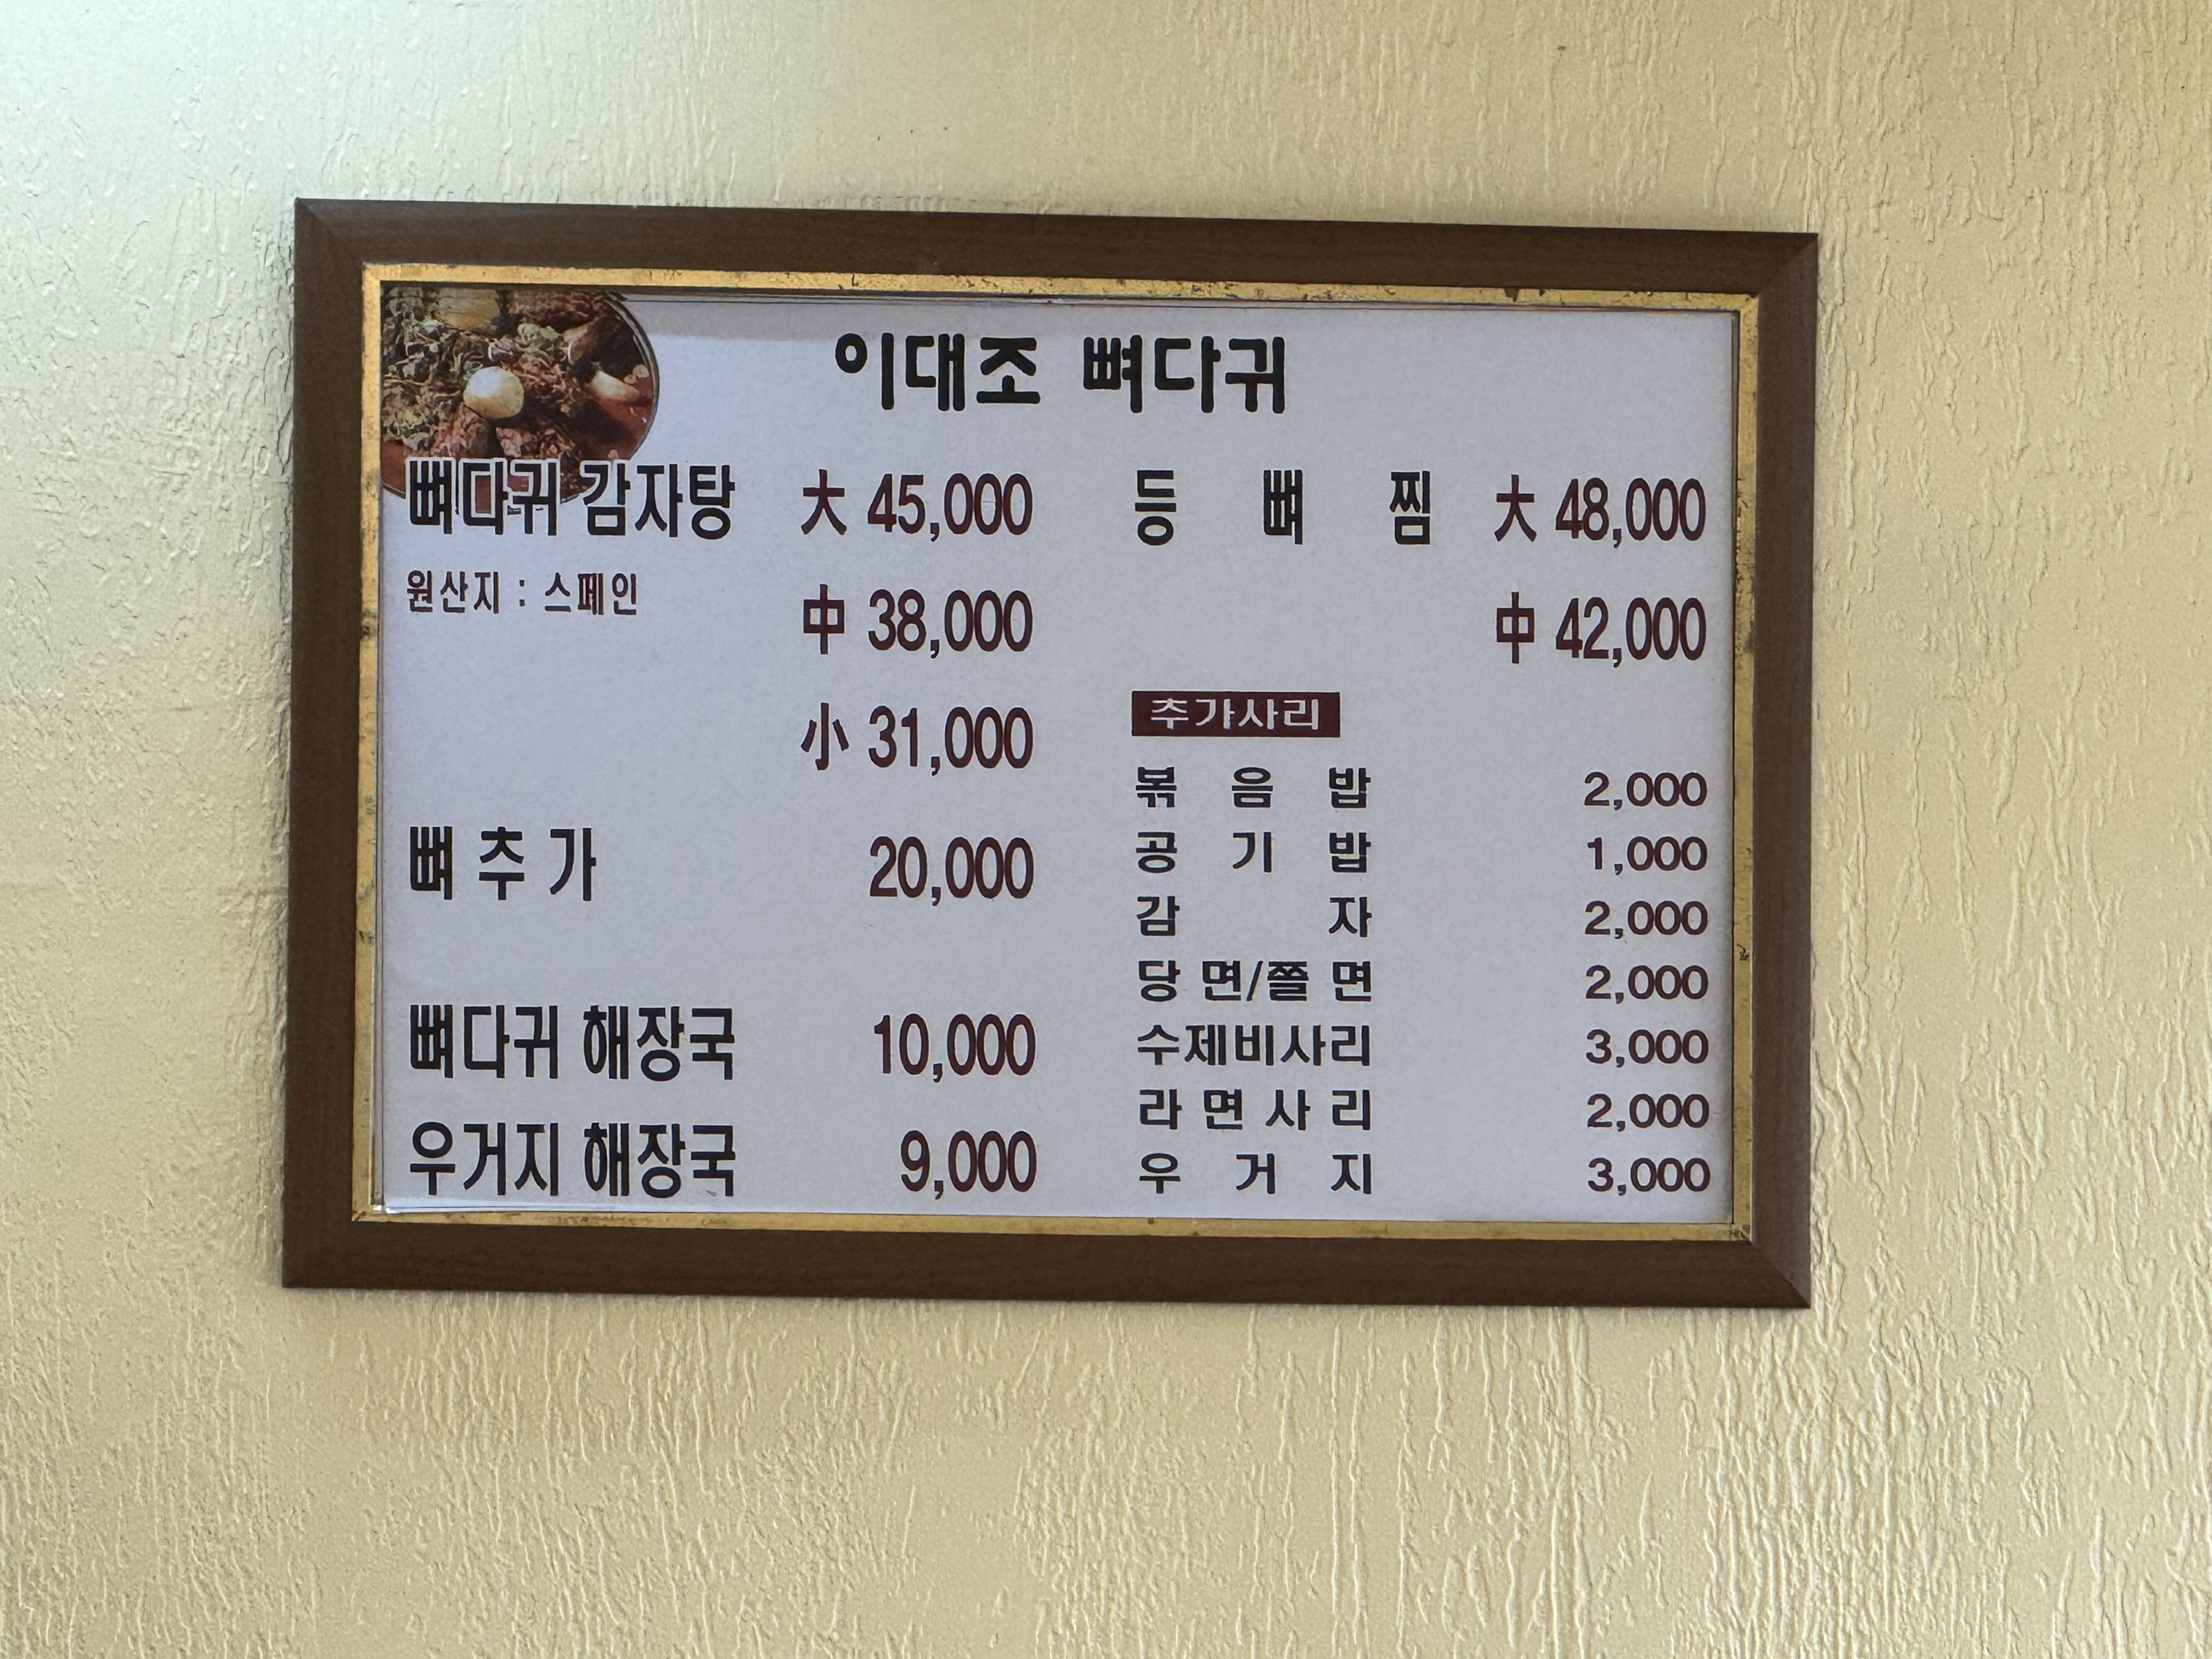 이대조 뼈다귀
뼈다귀 감자탕 大 45,000
원산지 : 스페인
中 38,000
小 31,000
뼈 추 가 20,000
뼈다귀 해장국 10,000
우거지 해장국 9,000
등 뼈 찜 大 48,000
中 42,000
추가사리
볶 음 밥 2,000
공 기 밥 1,000
감 자 2,000
당 면/쫄 면 2,000
수제비사리 3,000
라 면 사 리 2,000
우 거 지 3,000